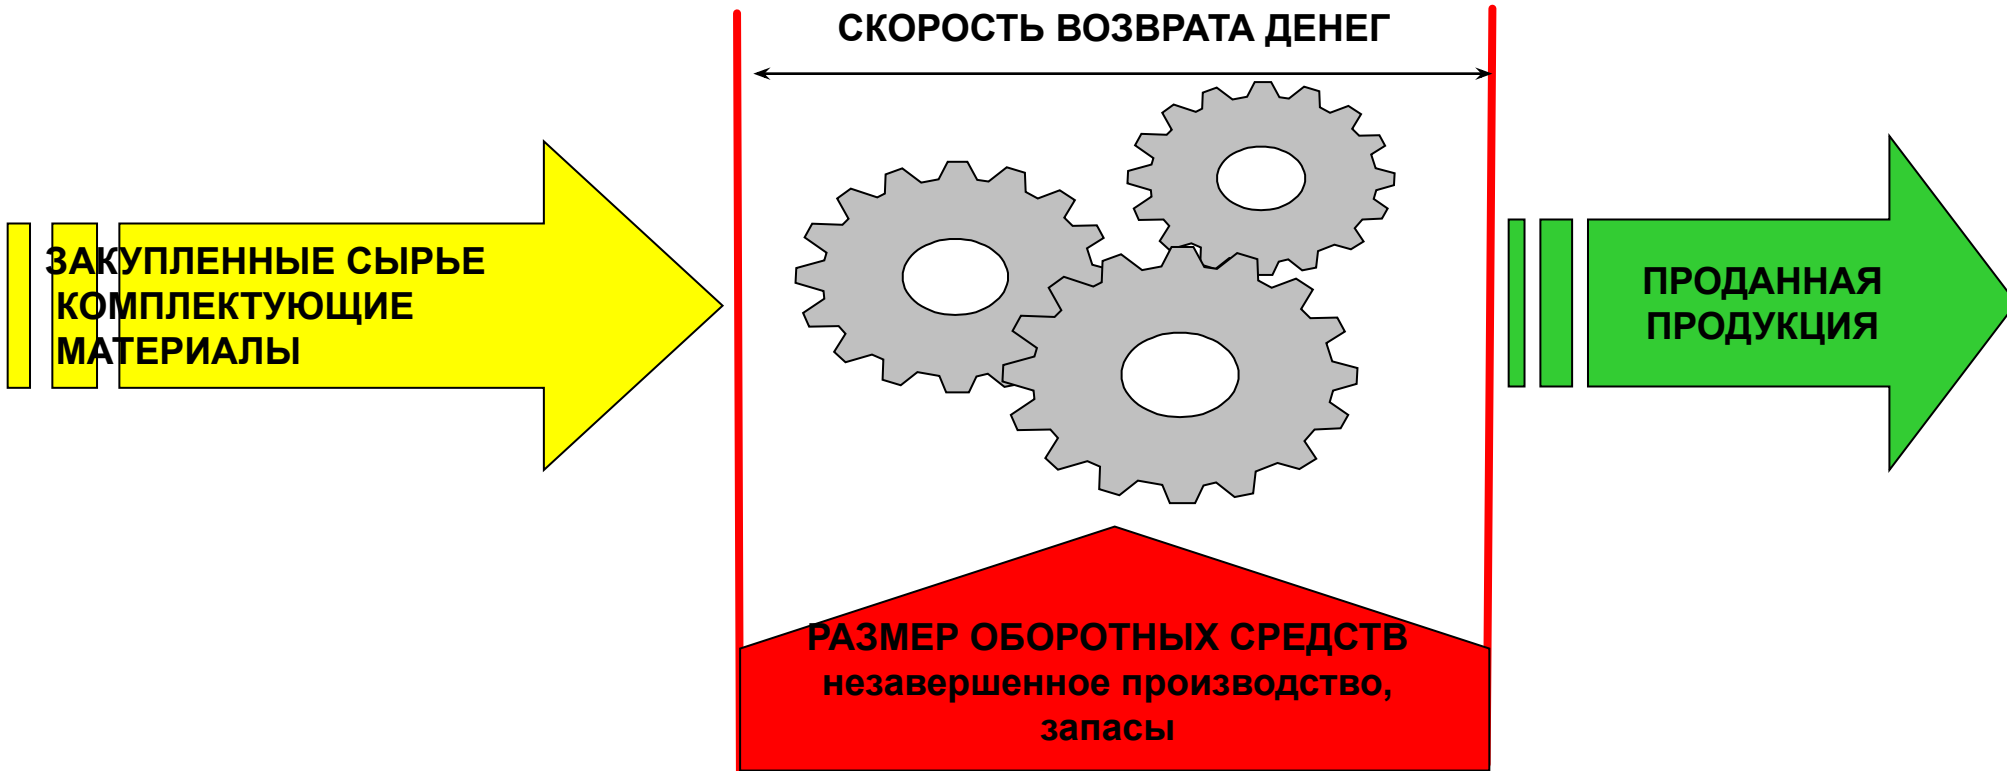 СКОРОСТЬ ВОЗВРАТА ДЕНЕГ
ЗАКУПЛЕННЫЕ СЫРЬЕ
КОМПЛЕКТУЮЩИЕ
МАТЕРИАЛЫ
ПРОДАННАЯ
ПРОДУКЦИЯ
РАЗМЕР ОБОРОТНЫХ СРЕДСТВ
незавершенное производство,
запасы